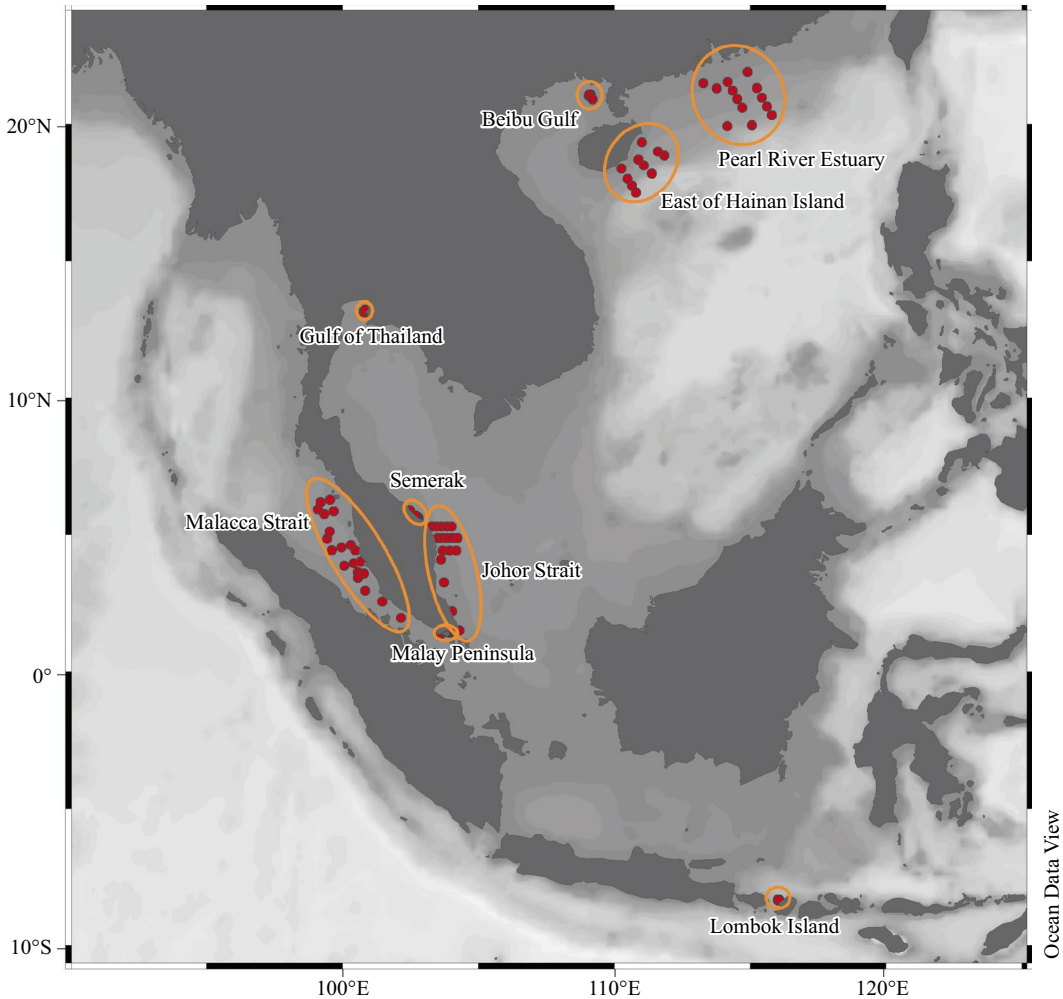 Beibu Gulf
20°N
Pearl River Estuary
East of Hainan Island
Gulf of Thailand
10°N
Semerak
Malacca Strait
Johor Strait
Malay Peninsula
0°
Ocean Data View
Lombok Island
10°S
100°E
110°E
120°E